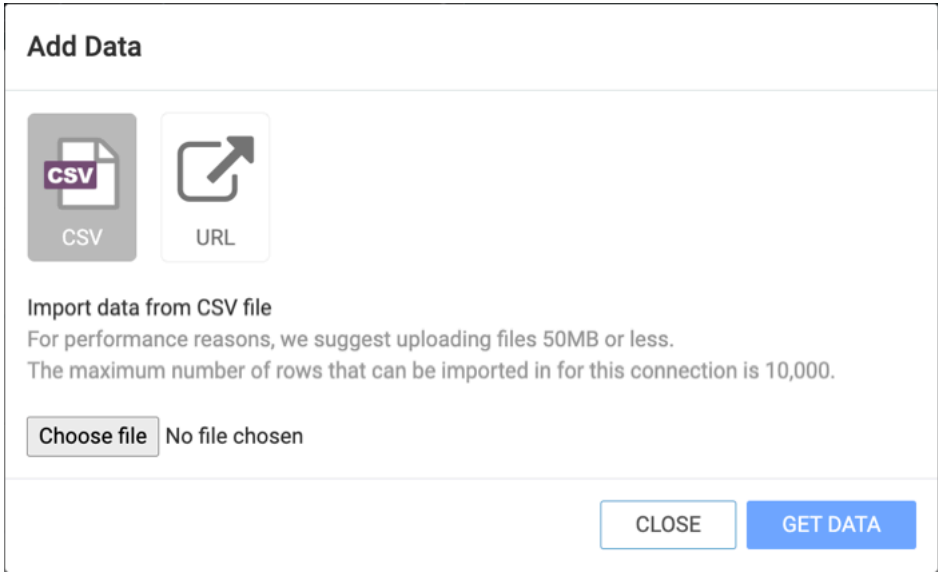 Add Data
CSV
CSV
URL
Import data from CSV file
For performance reasons, we suggest uploading files 50MB or less.
The maximum number of rows that can be imported in for this connection is 10,000.
Choose file No file chosen
CLOSE
GET DATA